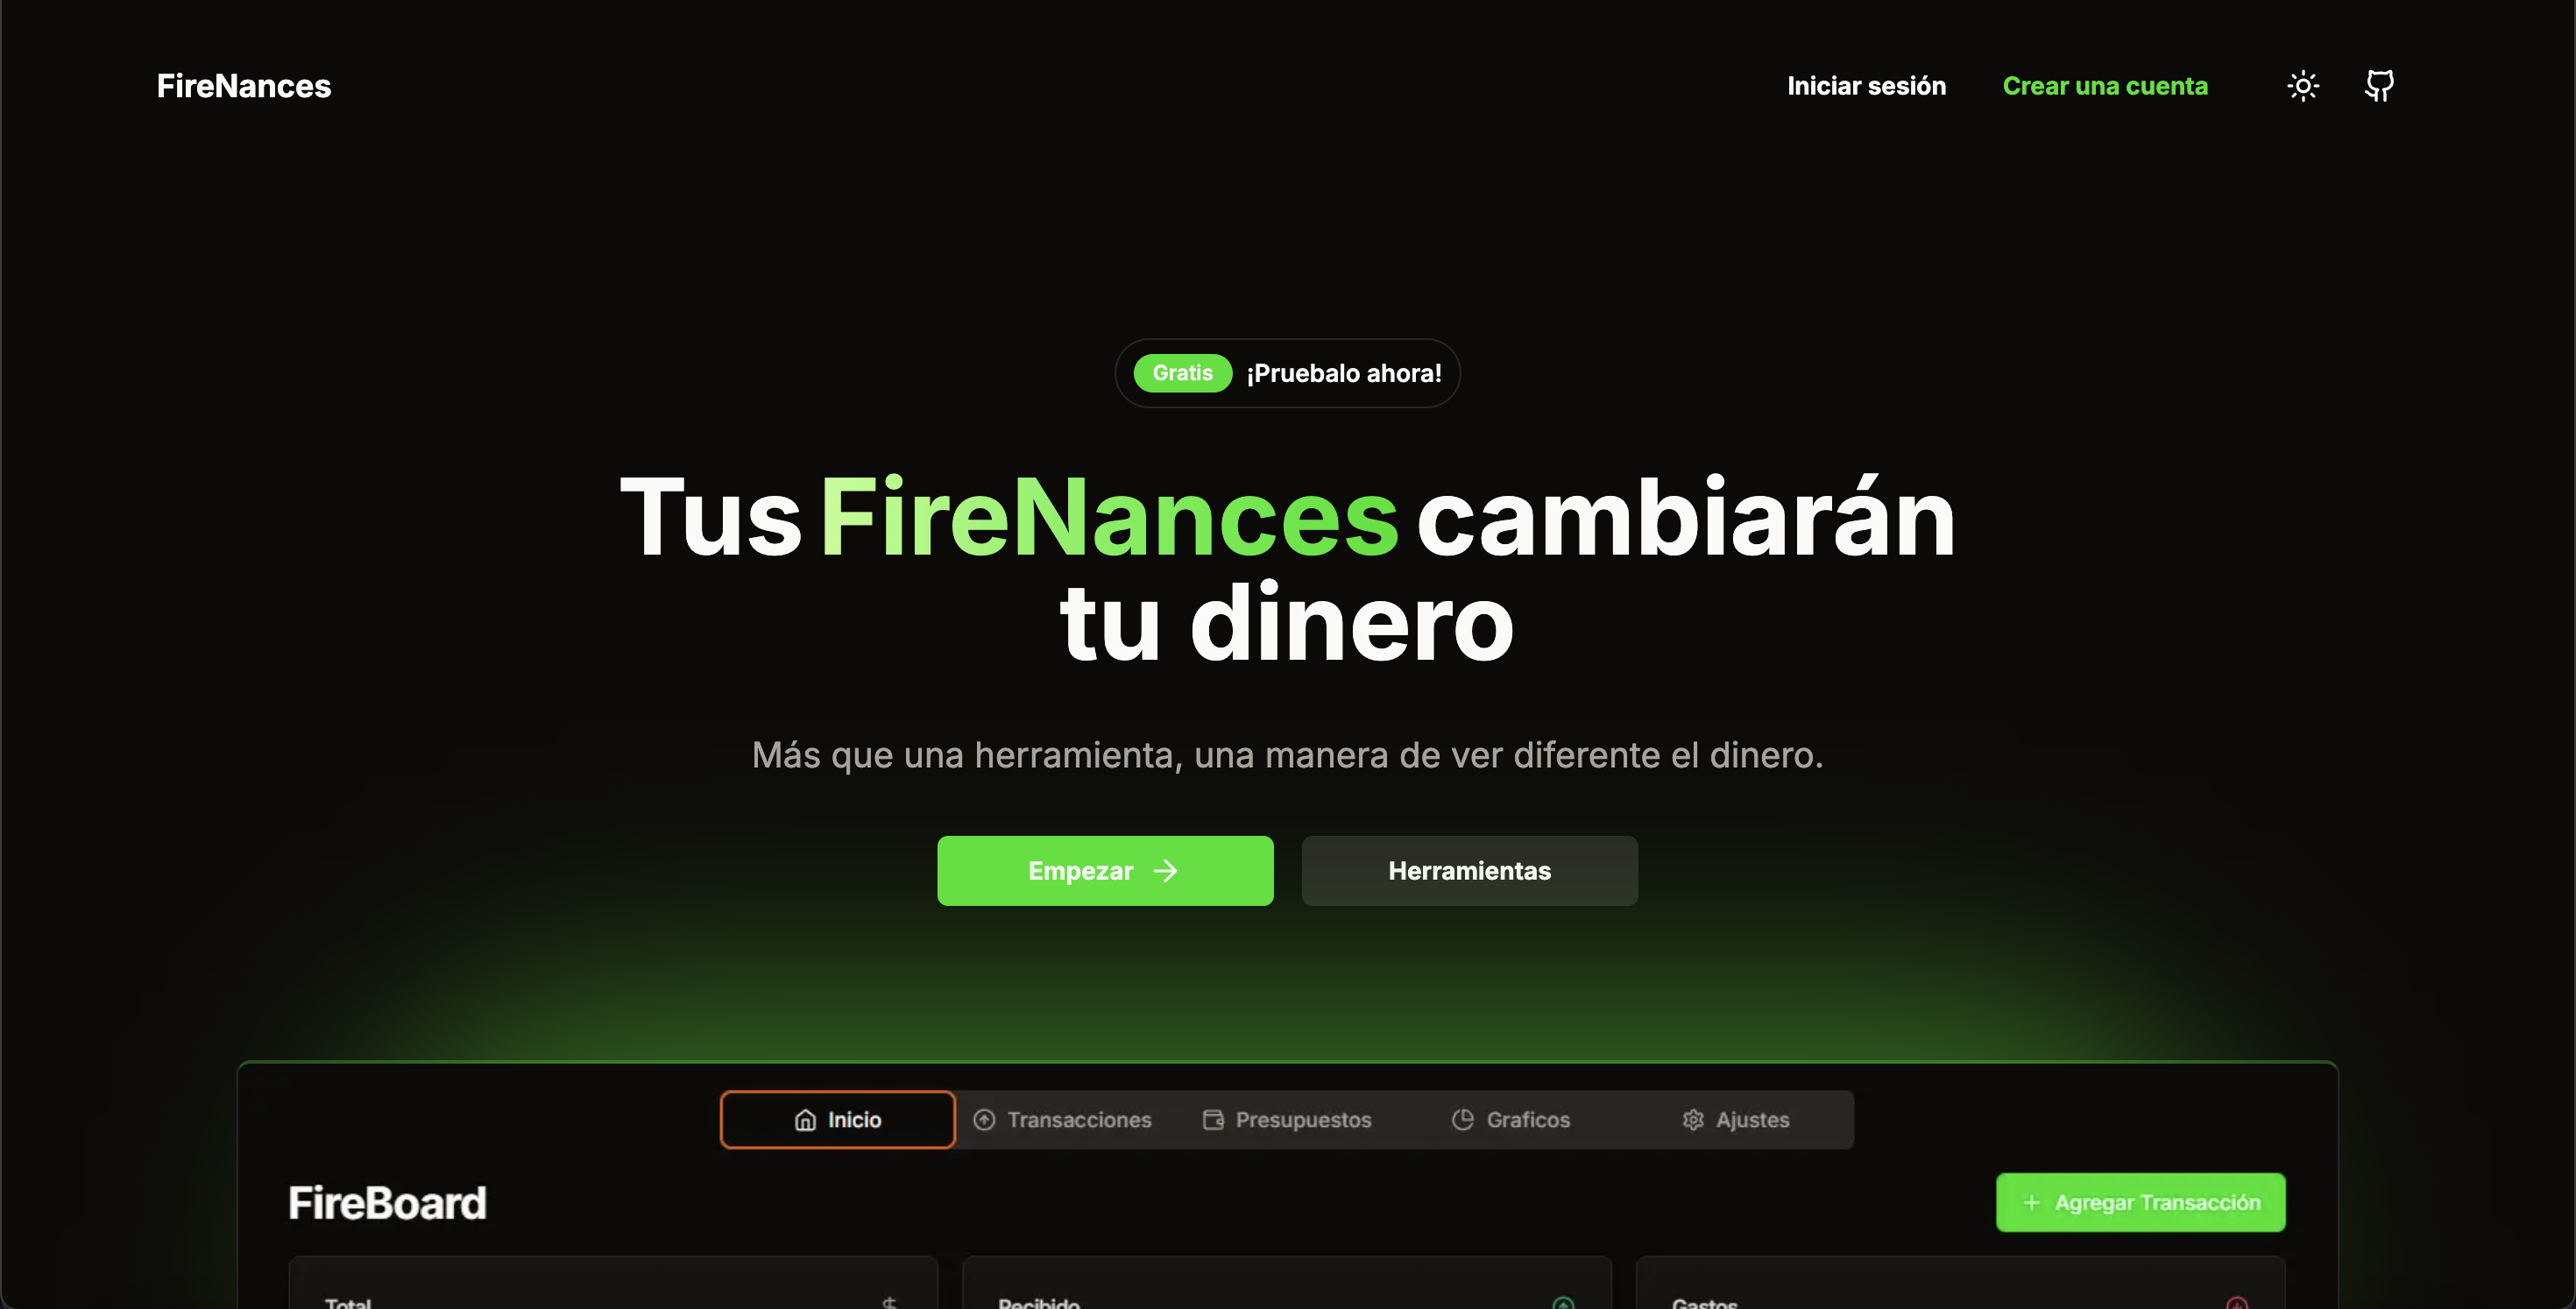 FireNances
Iniciar sesión
Crear una cuenta
Gratis ¡Pruebalo ahora!
Tus FireNances cambiarán
tu dinero
Más que una herramienta, una manera de ver diferente el dinero.
Empezar
Herramientas
Inicio
Transacciones
Presupuestos
Graficos
Ajustes
FireBoard
+ Agregar Transacción
Total
$
Recibido
Gastos